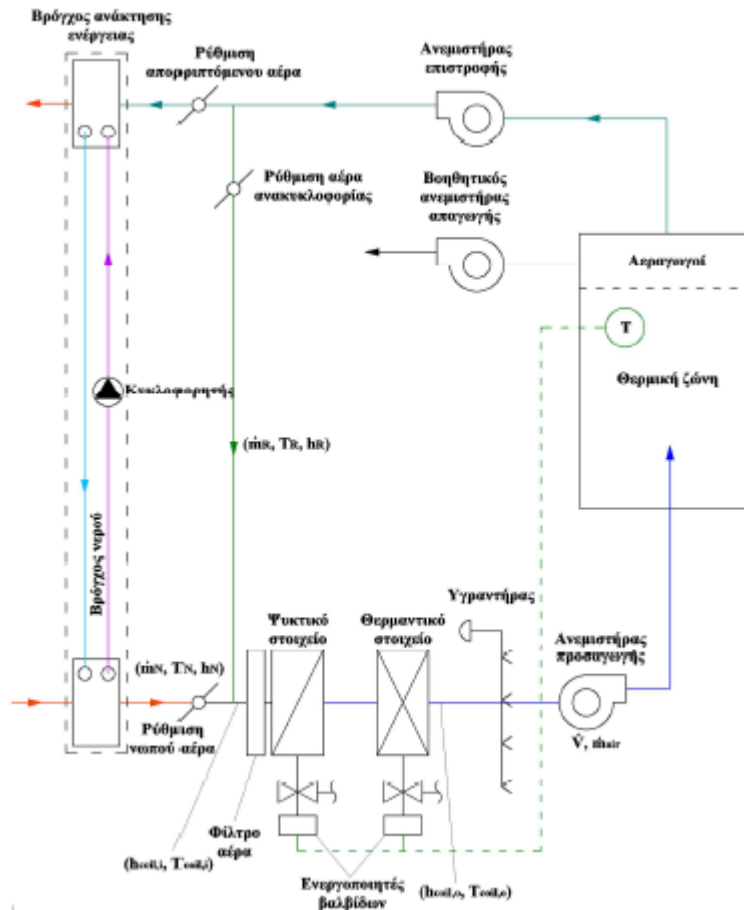 Βρόγχος ανάκτησης
ενέργειας
Ρύθμιση
απορριπτόμενου αέρα
Ανεμιστήρας
επιστροφής
Ρύθμιση αέρα
ανακυκλοφορίας
Βοηθητικός
ανεμιστήρας
απαγωγής
Αεραγωγοί
T
Θερμική ζώνη
Κυκλοφορητής
(ṁR, TR, hR)
Βρόγχος νερού
Ψυκτικό
στοιχείο
Θερμαντικό
στοιχείο
Υγραντήρας
Ανεμιστήρας
προσαγωγής
(ṁN, TN, hN)
Ρύθμιση
νωπού αέρα
V̇, ṁair
Φίλτρο
αέρα
(hcoil,i, Tcoil,i)
Ενεργοποιητές
βαλβίδων
(hcoil,o, Tcoil,o)